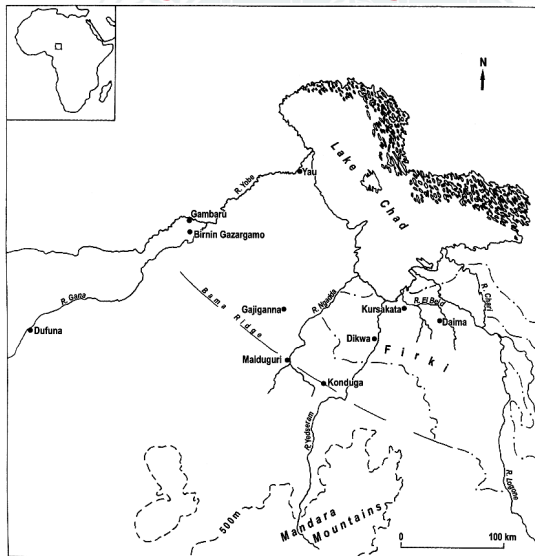 N
Lake Chad
R. Yobe
Yau
Gambaru
Birnin Gazargamo
R. Gana
Bama Ridge
Gajiganna
R. Ngadda
Kursakata
R. El Beid
R. Chari
Daima
Dufuna
Dikwa
Firki
Maiduguri
Konduga
R. Yedseram
R. Logone
500m
Mandara
Mountains
0 100 km